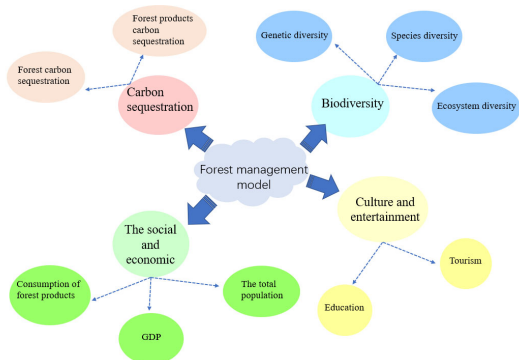 Forest products
carbon
sequestration
Forest carbon
sequestration
Carbon
sequestration
Genetic diversity
Species diversity
Ecosystem diversity
Biodiversity
Forest management
model
Culture and
entertainment
Tourism
Education
The social
and
economic
Consumption of
forest products
GDP
The total
population